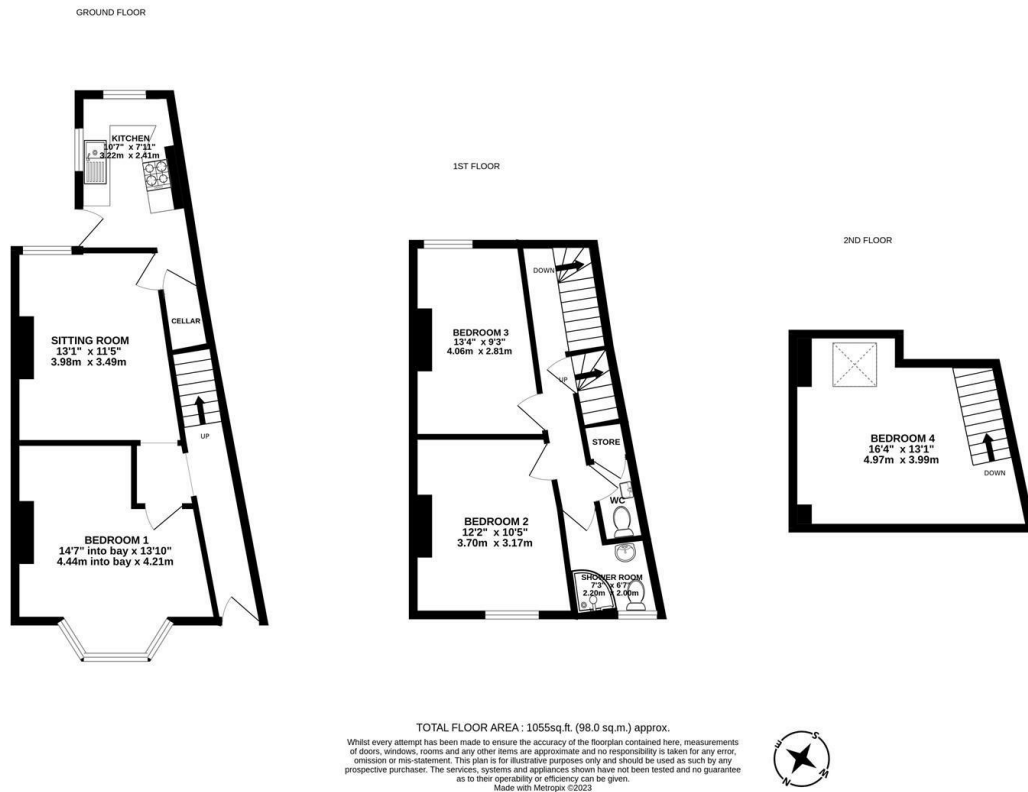 GROUND FLOOR
KITCHEN
10'7" x 7'11"
3.22m x 2.41m
CELLAR
SITTING ROOM
13'1" x 11'5"
3.98m x 3.49m
UP
BEDROOM 1
14'7" into bay x 13'10"
4.44m into bay x 4.21m
1ST FLOOR
DOWN
BEDROOM 3
13'4" x 9'3"
4.06m x 2.81m
UP
STORE
WC
BEDROOM 2
12'2" x 10'5"
3.70m x 3.17m
SHOWER ROOM
7'3" x 6'7"
2.20m x 2.00m
2ND FLOOR
BEDROOM 4
16'4" x 13'1"
4.97m x 3.99m
DOWN
TOTAL FLOOR AREA : 1055sq.ft. (98.0 sq.m.) approx.
Whilst every attempt has been made to ensure the accuracy of the floorplan contained here, measurements
of doors, windows, rooms and any other items are approximate and no responsibility is taken for any error,
omission or mis-statement. This plan is for illustrative purposes only and should be used as such by any
prospective purchaser. The services, systems and appliances shown have not been tested and no guarantee
as to their operability or efficiency can be given.
Made with Metropix ©2023
E
S
W
N